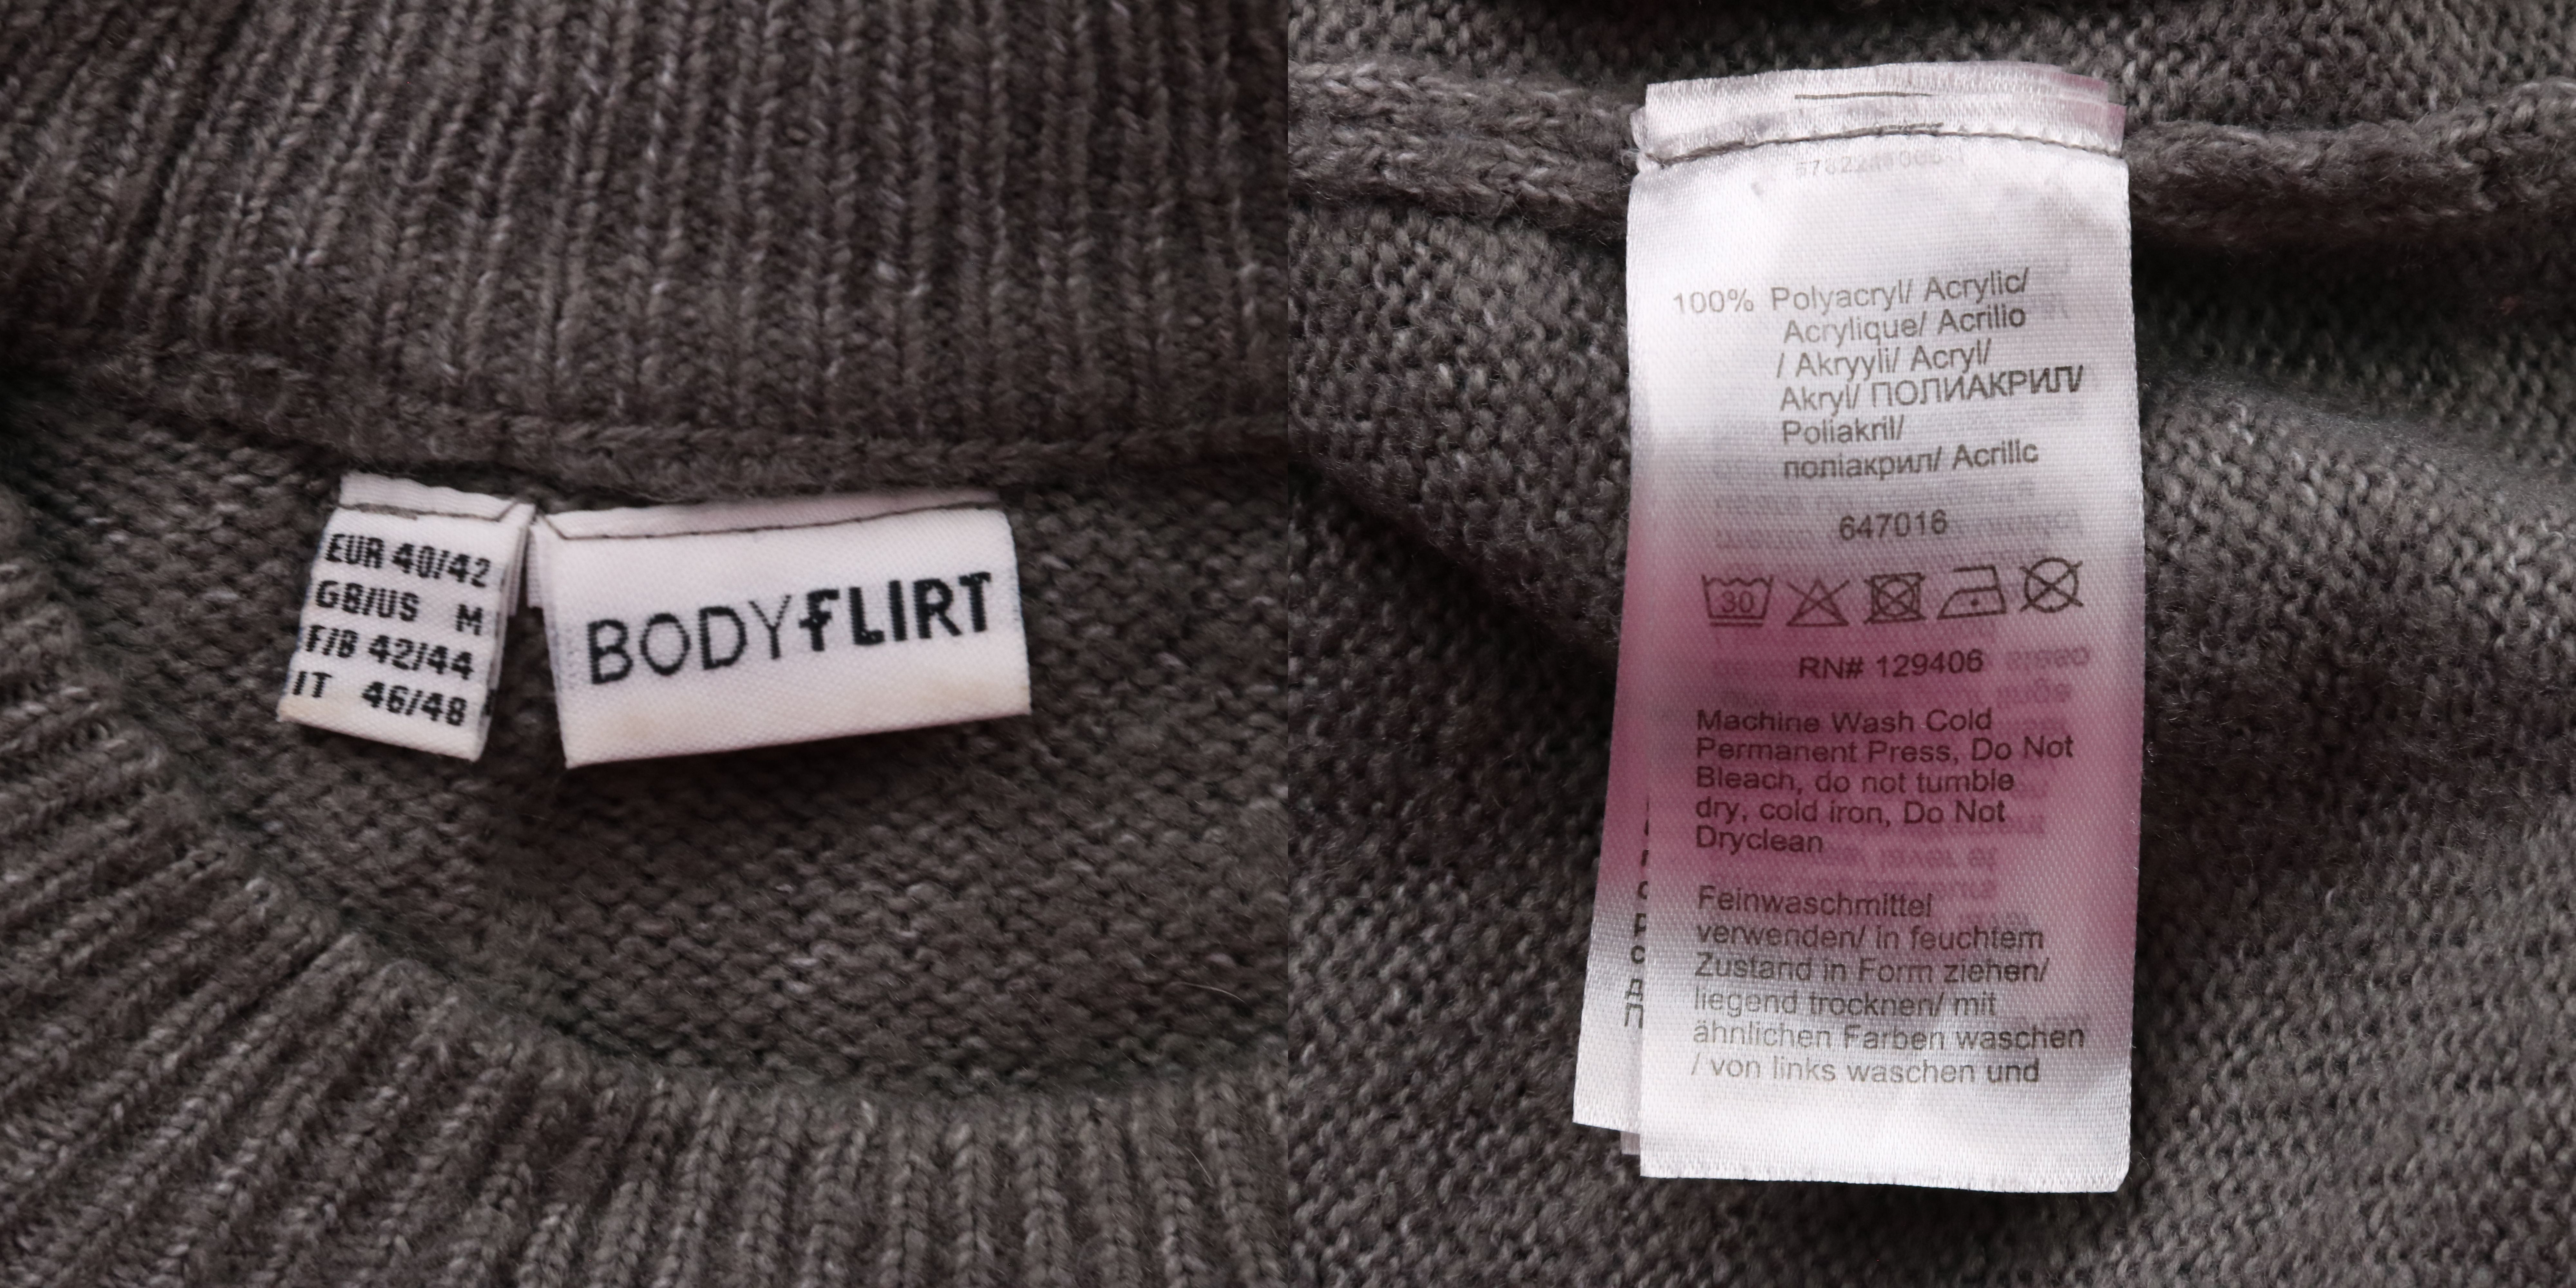 EUR 40/42
GB/US M
F/B 42/44
IT 46/48
BODYFLIRT
100% Polyacryl/ Acrylic/
Acrylique/ Acrilio
/ Akryyli/ Acryl/
Akryl/ ПОЛИАКРИЛ/
Poliakril/
поліакрил/ Acrilic
647016
30
RN# 129406
Machine Wash Cold
Permanent Press, Do Not
Bleach, do not tumble
dry, cold iron, Do Not
Dryclean
Feinwaschmittel
verwenden/ in feuchtem
Zustand in Form ziehen/
liegend trocknen/ mit
ähnlichen Farben waschen
/ von links waschen und